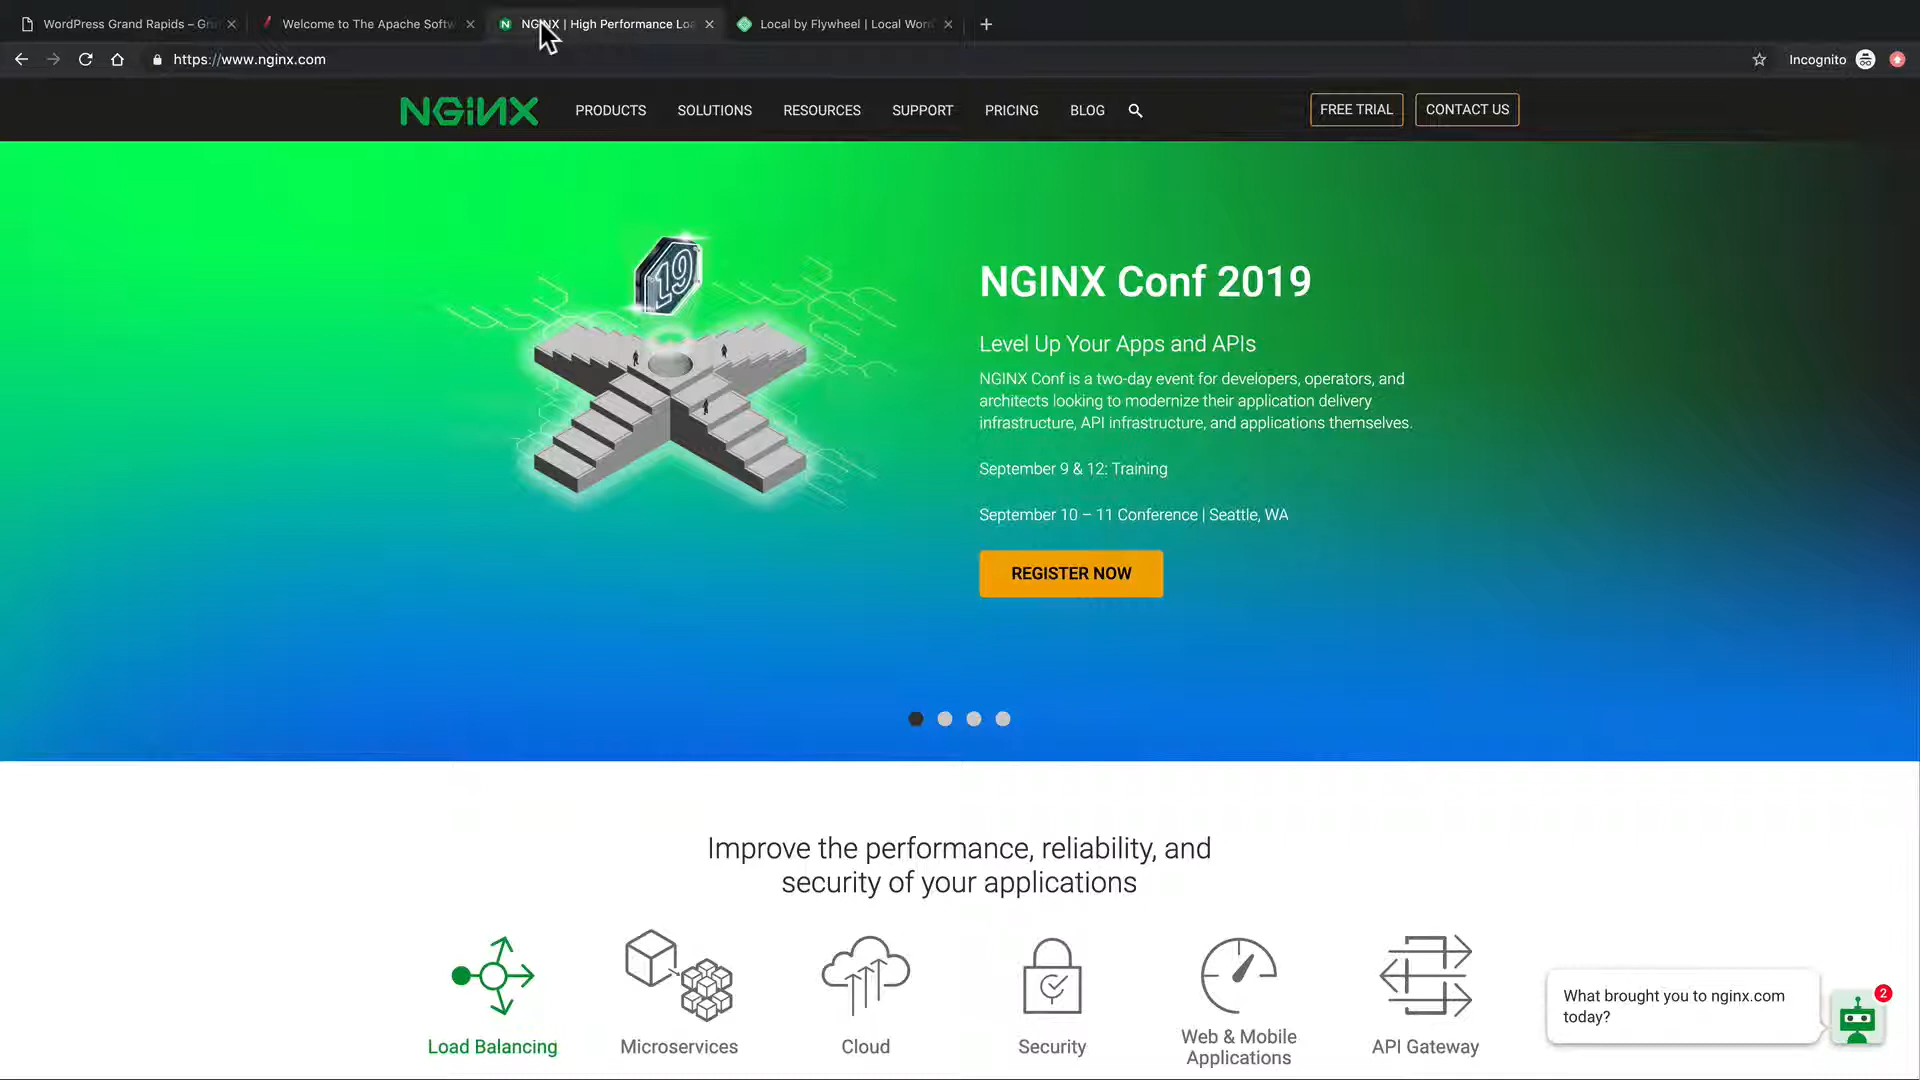 WordPress Grand Rapids – Gr
Welcome to The Apache Softw
NGINX | High Performance Loa
Local by Flywheel | Local Word
https://www.nginx.com
Incognito
NGINX
PRODUCTS
SOLUTIONS
RESOURCES
SUPPORT
PRICING
BLOG
FREE TRIAL
CONTACT US
19
NGINX Conf 2019
Level Up Your Apps and APIs
NGINX Conf is a two-day event for developers, operators, and
architects looking to modernize their application delivery
infrastructure, API infrastructure, and applications themselves.
September 9 & 12: Training
September 10 – 11 Conference | Seattle, WA
REGISTER NOW
Improve the performance, reliability, and
security of your applications
Load Balancing
Microservices
Cloud
Security
Web & Mobile
Applications
API Gateway
What brought you to nginx.com
today?
2